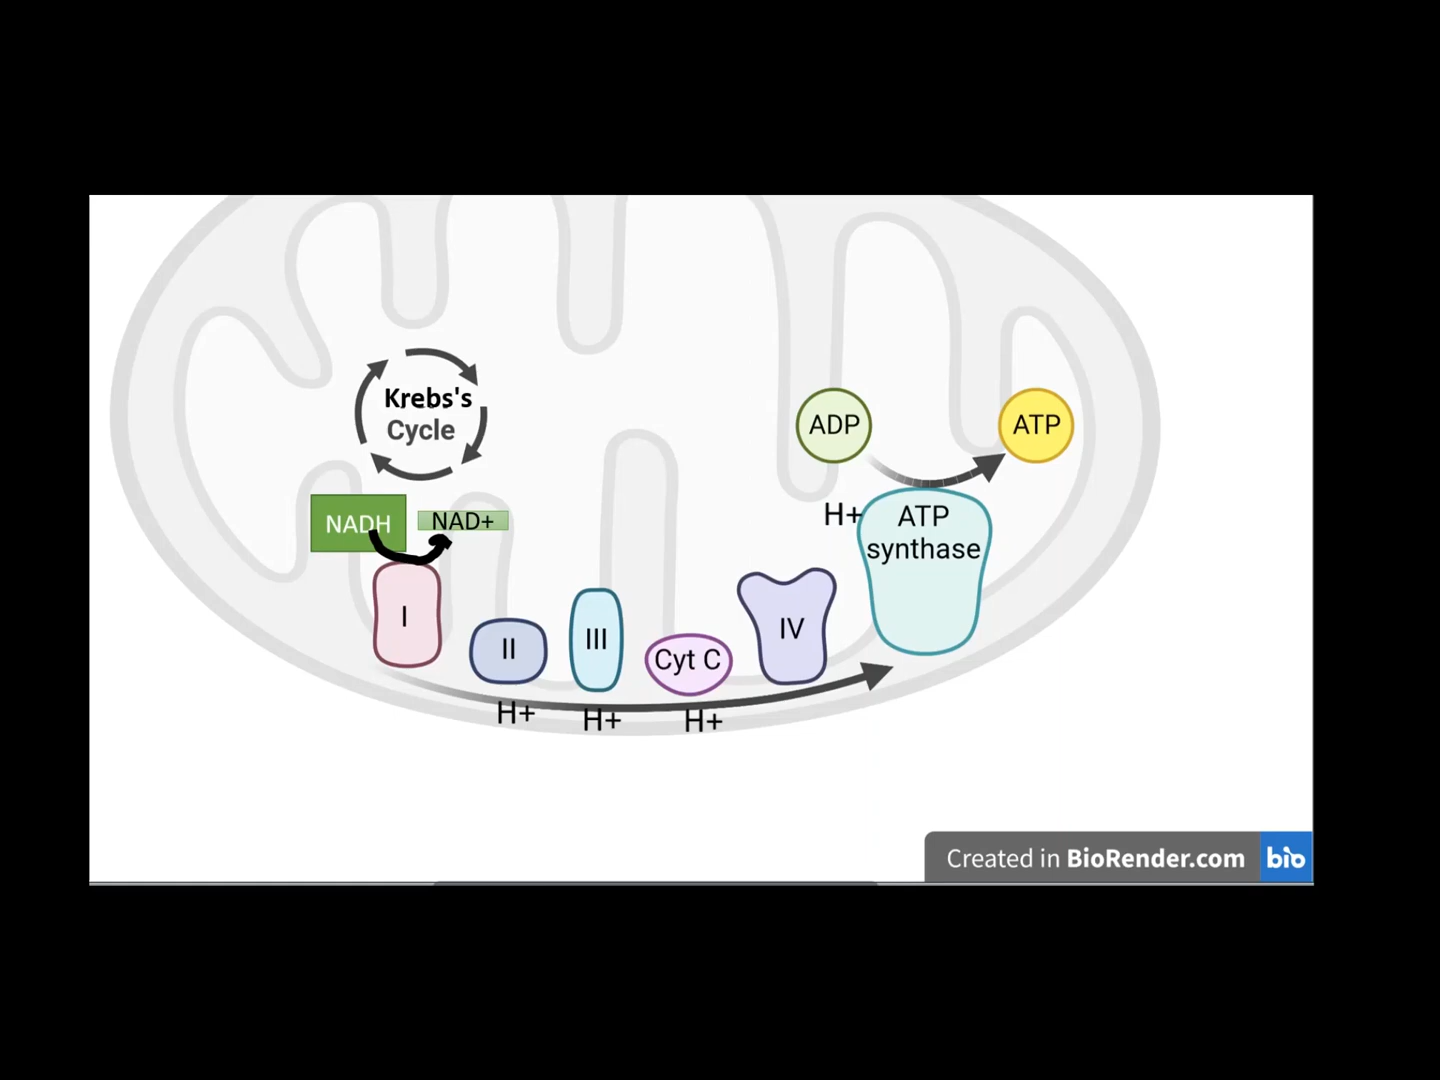 Krebs's
Cycle
ADP
ATP
NADH
NAD+
H+
ATP
synthase
I
II
III
Cyt C
IV
H+
H+
H+
Created in BioRender.com
bio